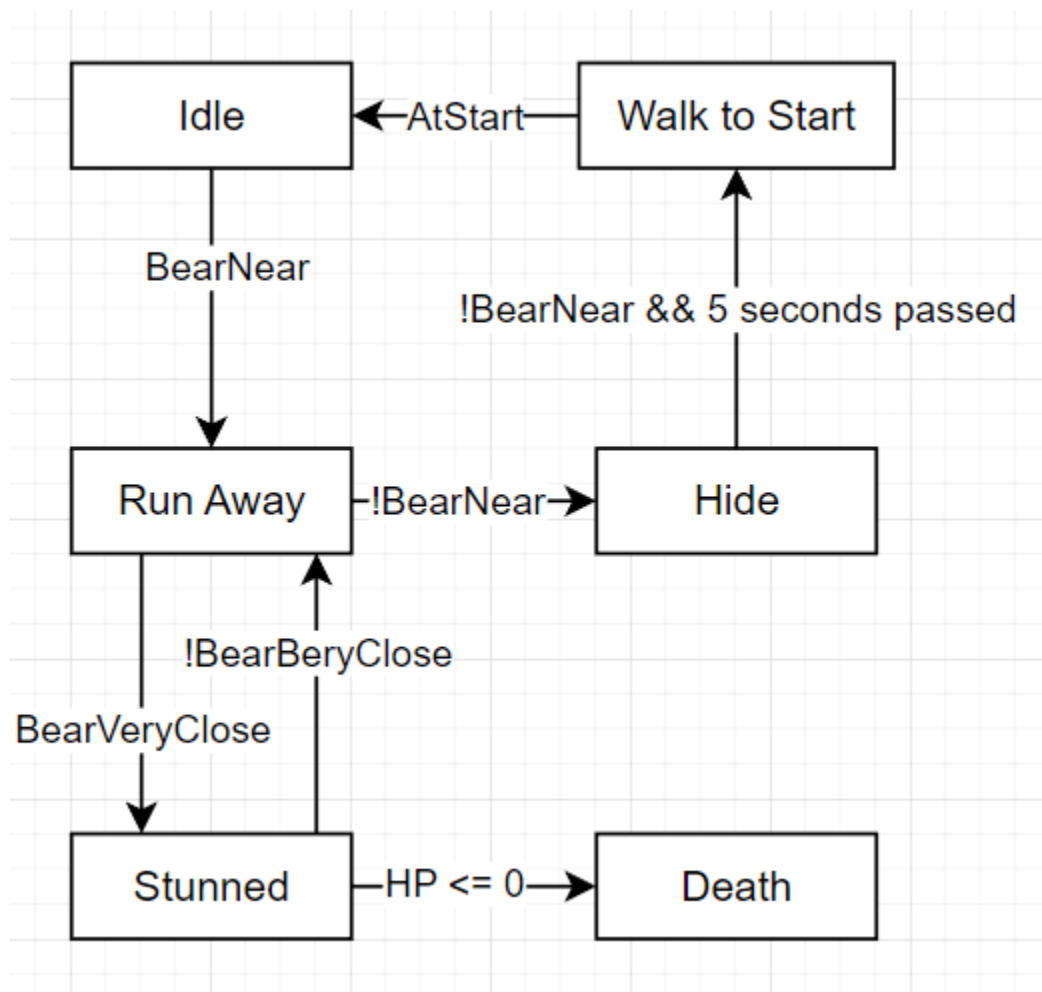 Idle
AtStart
Walk to Start
BearNear
!BearNear && 5 seconds passed
Run Away
!BearNear
Hide
!BearBeryClose
BearVeryClose
Stunned
HP <= 0
Death